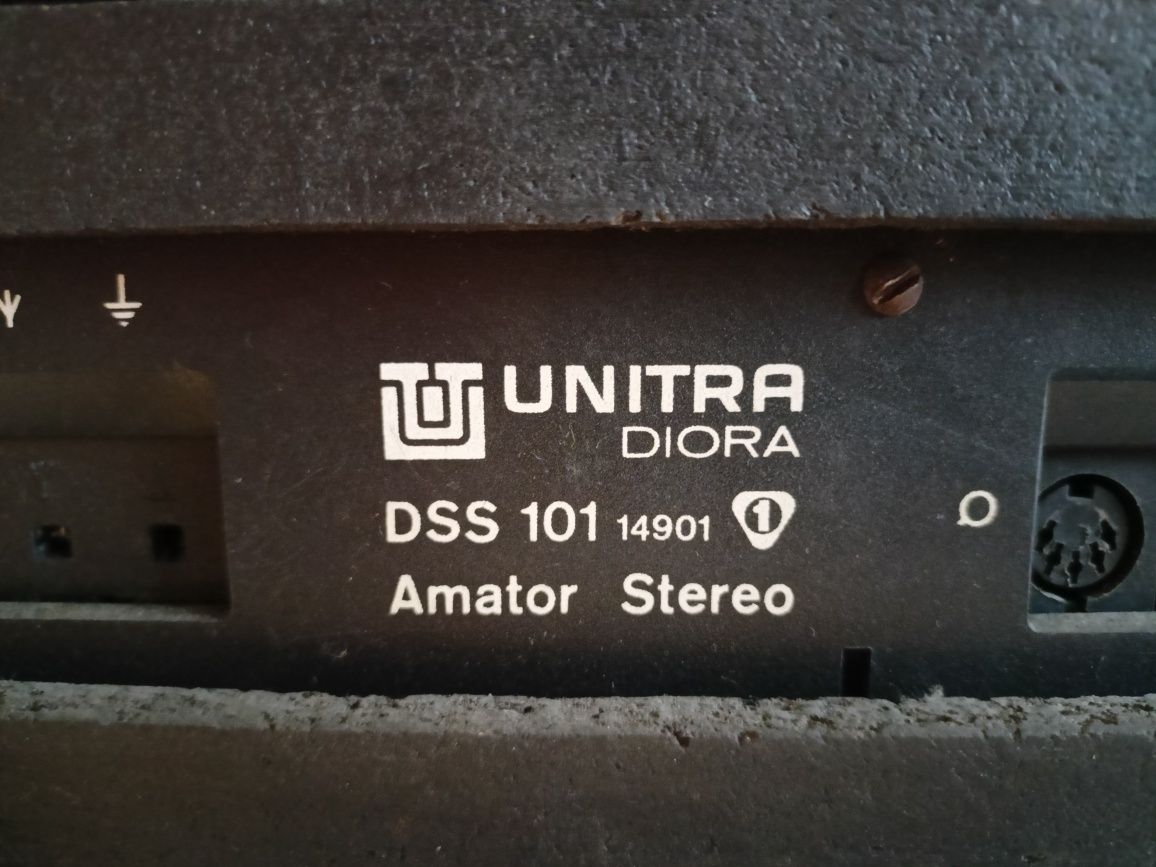 UNITRA
DIORA
DSS 101 14901 1
Amator Stereo